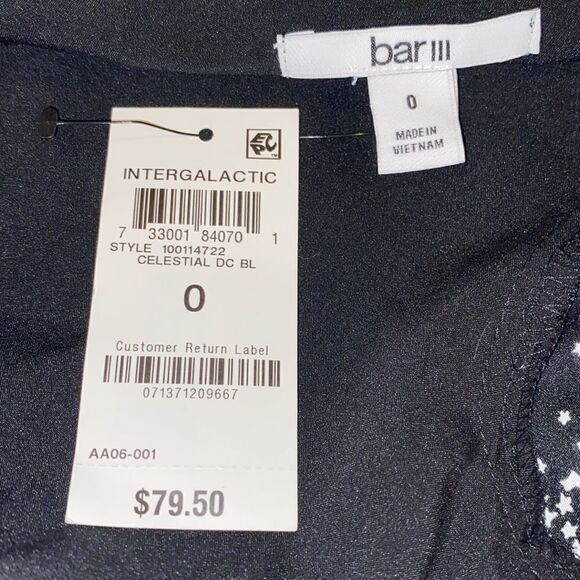 bar III
0
MADE IN
VIETNAM
EPC™
INTERGALACTIC
7 33001 84070 1
STYLE 100114722
CELESTIAL DC BL
0
Customer Return Label
071371209667
AA06-001
$79.50